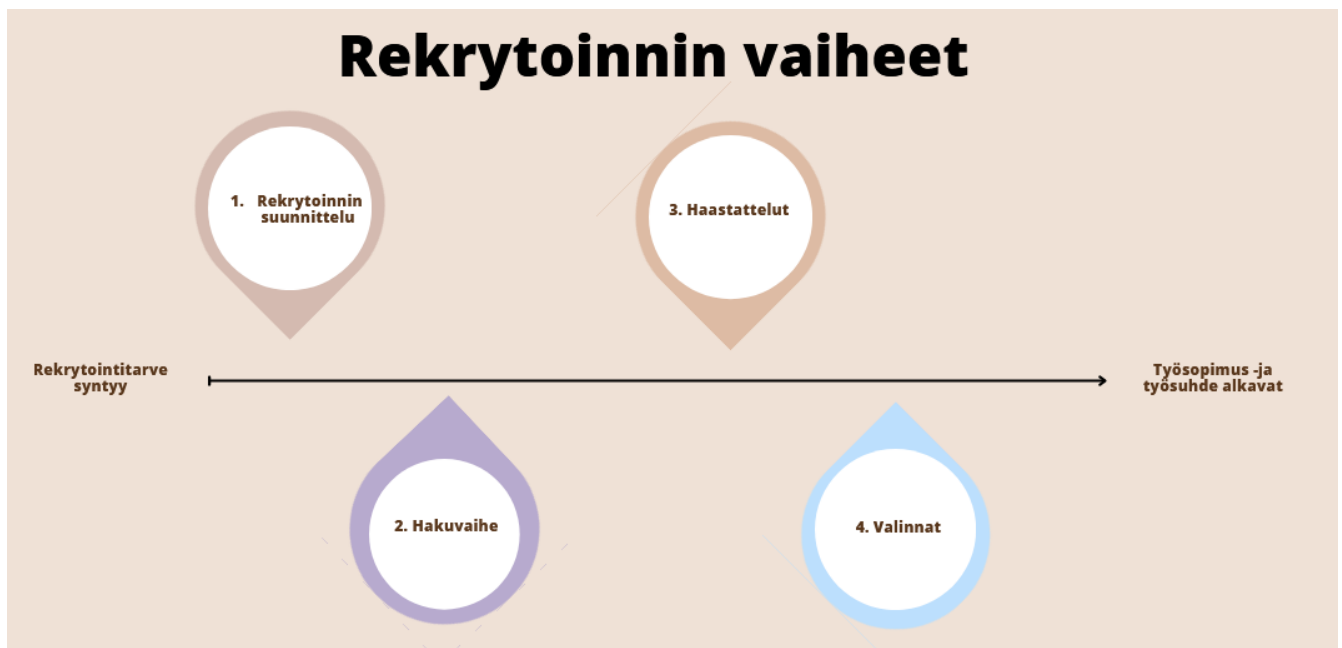 Rekrytoinnin vaiheet
1. Rekrytoinnin
suunnittelu
3. Haastattelut
Rekrytointitarve
syntyy
Työsopimus -ja
työsuhde alkavat
2. Hakuvaihe
4. Valinnat